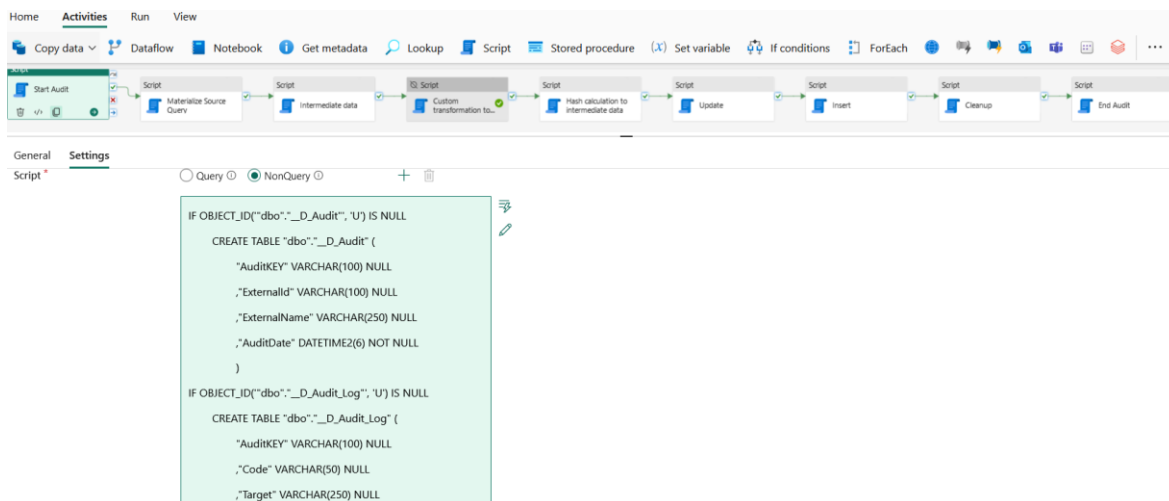 Home Activities Run View
Copy data Dataflow Notebook Get metadata Lookup Script Stored procedure (x) Set variable If conditions ForEach ...
Script Script Script Script Script Script Script Script Script
Start Audit Materialize Source Query Intermediate data Custom transformation to... Hash calculation to intermediate data Update Insert Cleanup End Audit
General Settings
Script * Query NonQuery
IF OBJECT_ID('"dbo"."__D_Audit"', 'U') IS NULL
CREATE TABLE "dbo"."__D_Audit" (
"AuditKEY" VARCHAR(100) NULL
,"ExternalId" VARCHAR(100) NULL
,"ExternalName" VARCHAR(250) NULL
,"AuditDate" DATETIME2(6) NOT NULL
)
IF OBJECT_ID('"dbo"."__D_Audit_Log"', 'U') IS NULL
CREATE TABLE "dbo"."__D_Audit_Log" (
"AuditKEY" VARCHAR(100) NULL
,"Code" VARCHAR(50) NULL
,"Target" VARCHAR(250) NULL